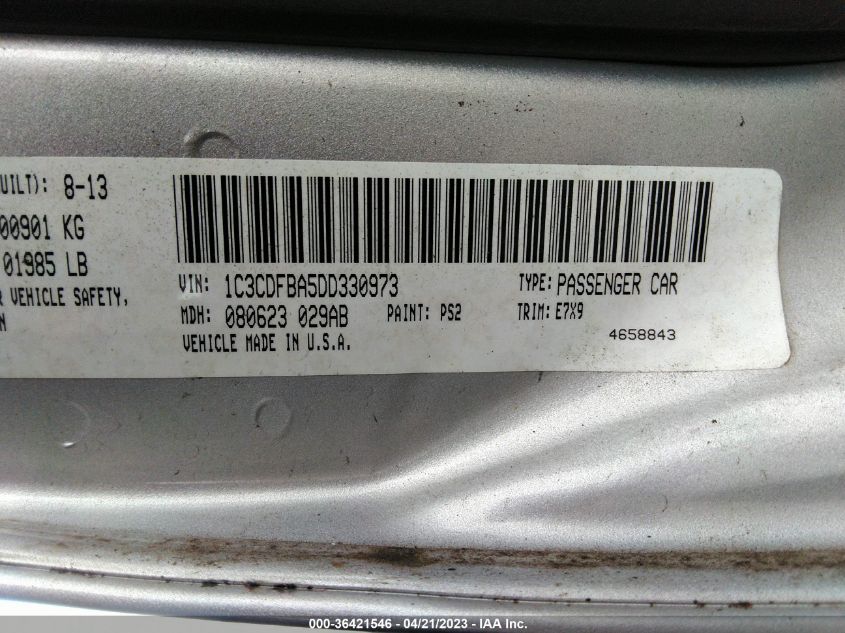 UILT): 8-13
00901 KG
01985 LB
R VEHICLE SAFETY,
N
VIN: 1C3CDFBA5DD330973 TYPE: PASSENGER CAR
MDH: 080623 029AB PAINT: PS2 TRIM: E7X9
VEHICLE MADE IN U.S.A. 4658843
000-36421546 - 04/21/2023 - IAA Inc.